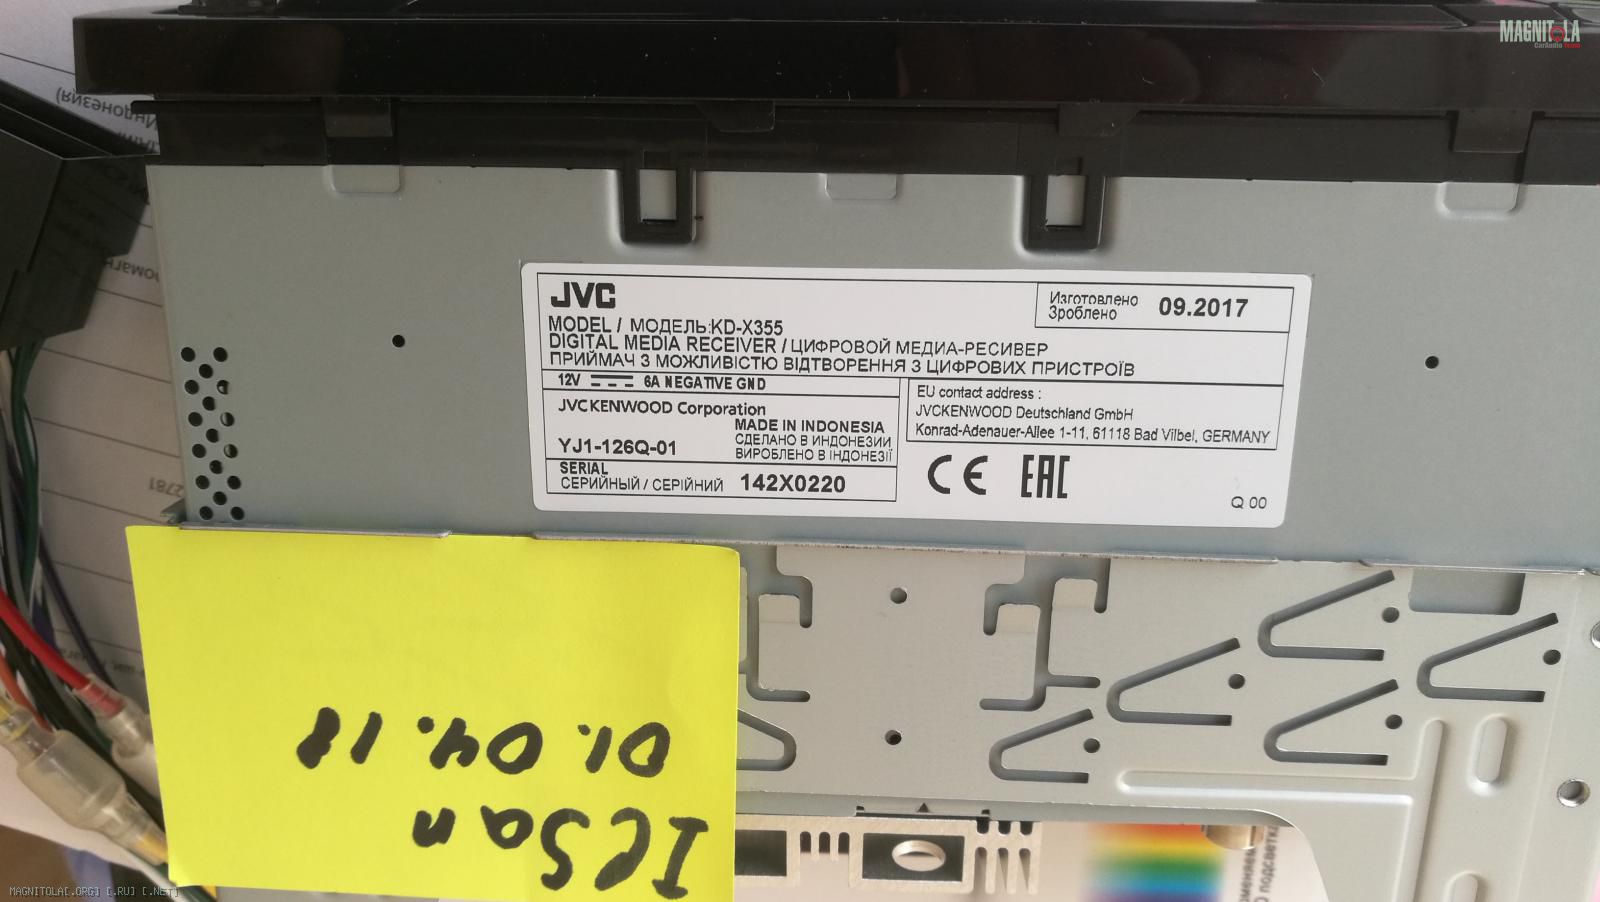 MAGNITOLA
CarAudio Team
JVC
Изготовлено
Зроблено
09.2017
MODEL / МОДЕЛЬ:KD-X355
DIGITAL MEDIA RECEIVER / ЦИФРОВОЙ МЕДИА-РЕСИВЕР
ПРИЙМАЧ З МОЖЛИВІСТЮ ВІДТВОРЕННЯ З ЦИФРОВИХ ПРИСТРОЇВ
12V 6A NEGATIVE GND
JVCKENWOOD Corporation
MADE IN INDONESIA
СДЕЛАНО В ИНДОНЕЗИИ
YJ1-126Q-01
ВИРОБЛЕНО В ІНДОНЕЗІЇ
SERIAL
СЕРИЙНЫЙ / СЕРІЙНИЙ 142X0220
EU contact address :
JVCKENWOOD Deutschland GmbH
Konrad-Adenauer-Allee 1-11, 61118 Bad Vilbel, GERMANY
CE EAC
Q 00
ICSan
01.04.18
MAGNITOLA[.ORG] [.RU] [.NET]